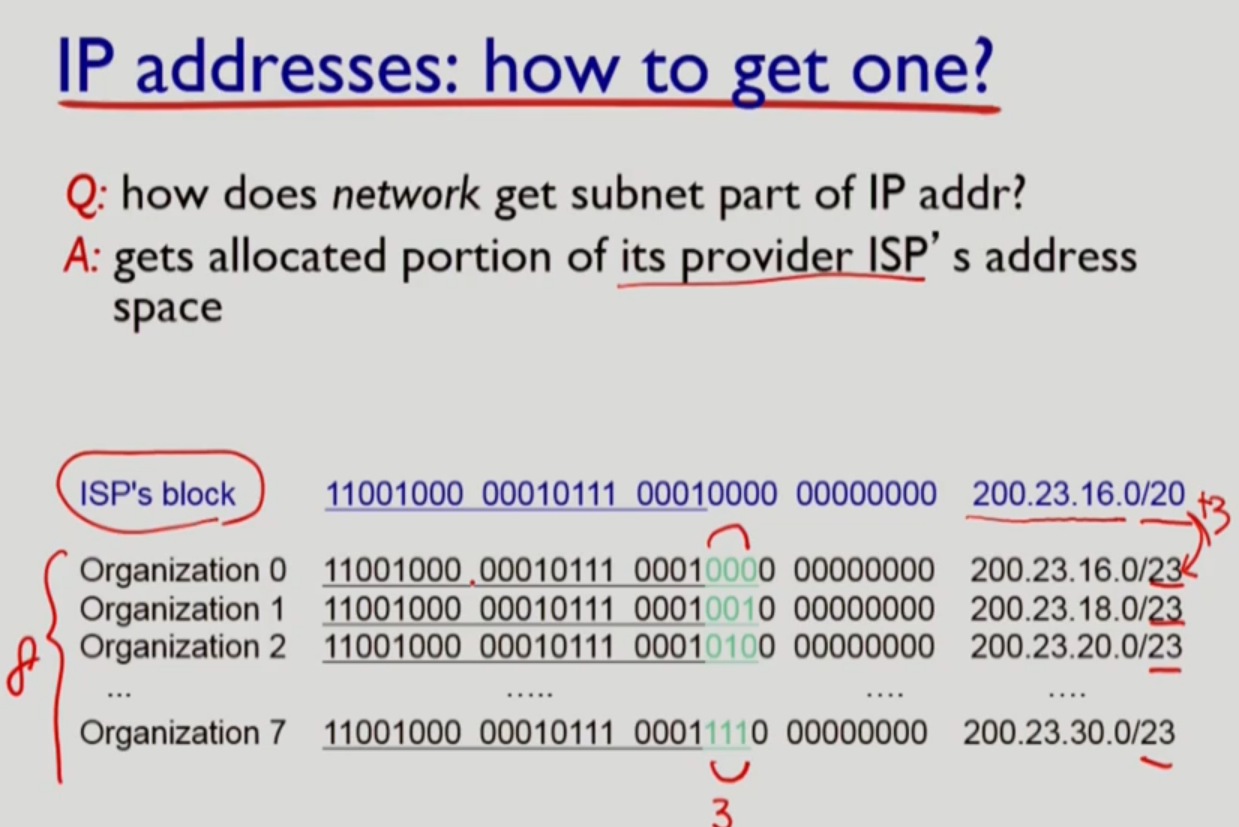 IP addresses: how to get one?
Q: how does network get subnet part of IP addr?
A: gets allocated portion of its provider ISP’ s address
space
ISP's block 11001000 00010111 00010000 00000000 200.23.16.0/20
+3
Organization 0 11001000 00010111 00010000 00000000 200.23.16.0/23
Organization 1 11001000 00010111 00010010 00000000 200.23.18.0/23
Organization 2 11001000 00010111 00010100 00000000 200.23.20.0/23
8
... ..... .... ....
Organization 7 11001000 00010111 00011110 00000000 200.23.30.0/23
3